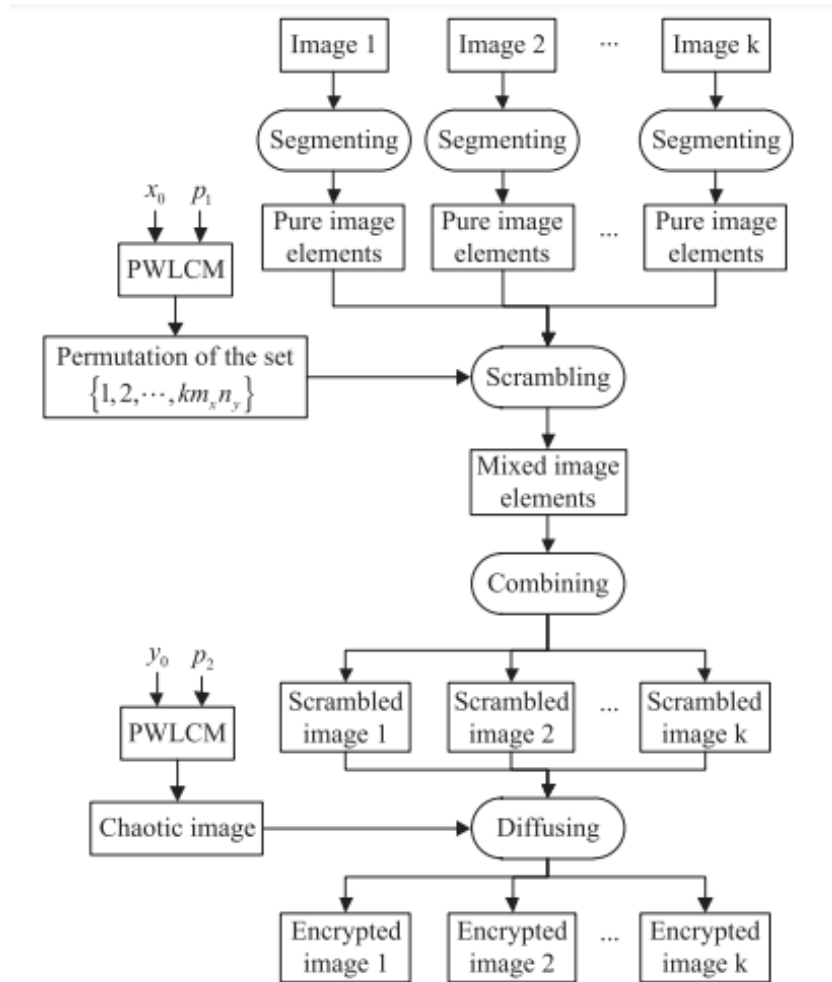 Image 1
Image 2
...
Image k
Segmenting
Segmenting
Segmenting
x₀
p₁
Pure image
elements
Pure image
elements
...
Pure image
elements
PWLCM
Permutation of the set
{1, 2, ⋯, kmₓnᵧ}
Scrambling
Mixed image
elements
Combining
y₀
p₂
Scrambled
image 1
Scrambled
image 2
...
Scrambled
image k
PWLCM
Chaotic image
Diffusing
Encrypted
image 1
Encrypted
image 2
...
Encrypted
image k